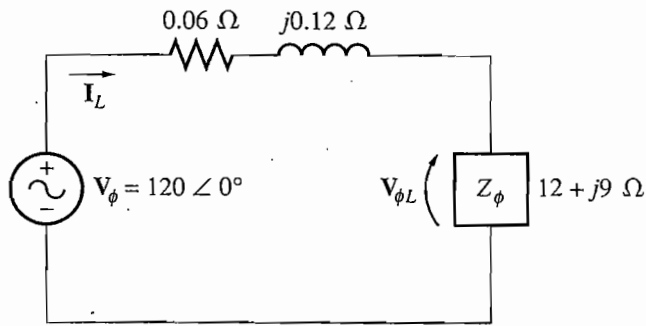 0.06 Ω
j0.12 Ω
I_L
+
−
V_ϕ = 120 ∠ 0°
V_ϕL
Z_ϕ
12 + j9 Ω